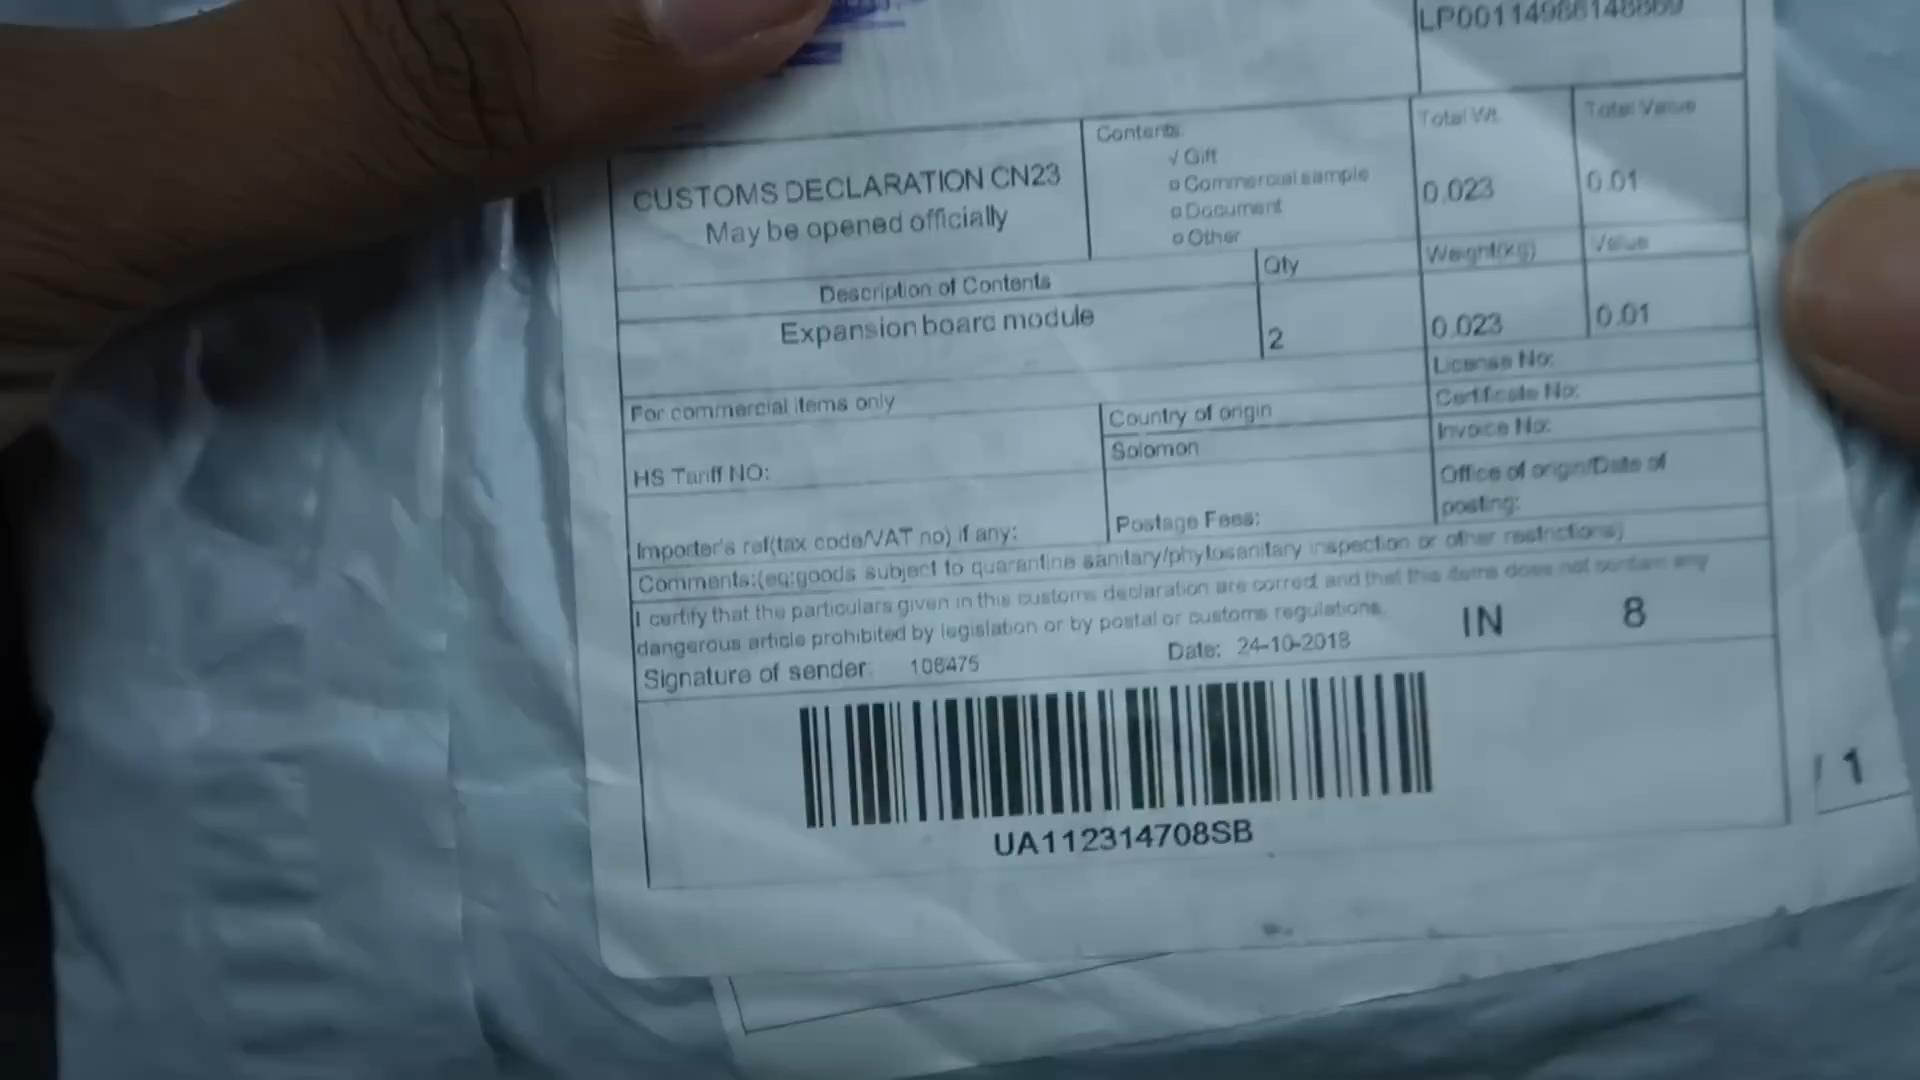 LP00114986148869
CUSTOMS DECLARATION CN23
May be opened officially
Contents:
√ Gift
□ Commercial sample
□ Document
□ Other
Total Wt.
0.023
Total Value
0.01
Description of Contents
Qty
Weight(kg)
Value
Expansion board module
2
0.023
0.01
License No:
Certificate No:
Invoice No:
For commercial items only
Country of origin
Solomon
HS Tariff NO:
Office of origin/Date of
posting:
Importer's ref(tax code/VAT no) if any:
Postage Fees:
Comments:(eq:goods subject to quarantine sanitary/phytosanitary inspection or other restrictions)
I certify that the particulars given in this customs declaration are correct and that this items does not contain any
dangerous article prohibited by legislation or by postal or customs regulations.
Signature of sender: 108475
Date: 24-10-2018
IN 8
UA112314708SB
/ 1